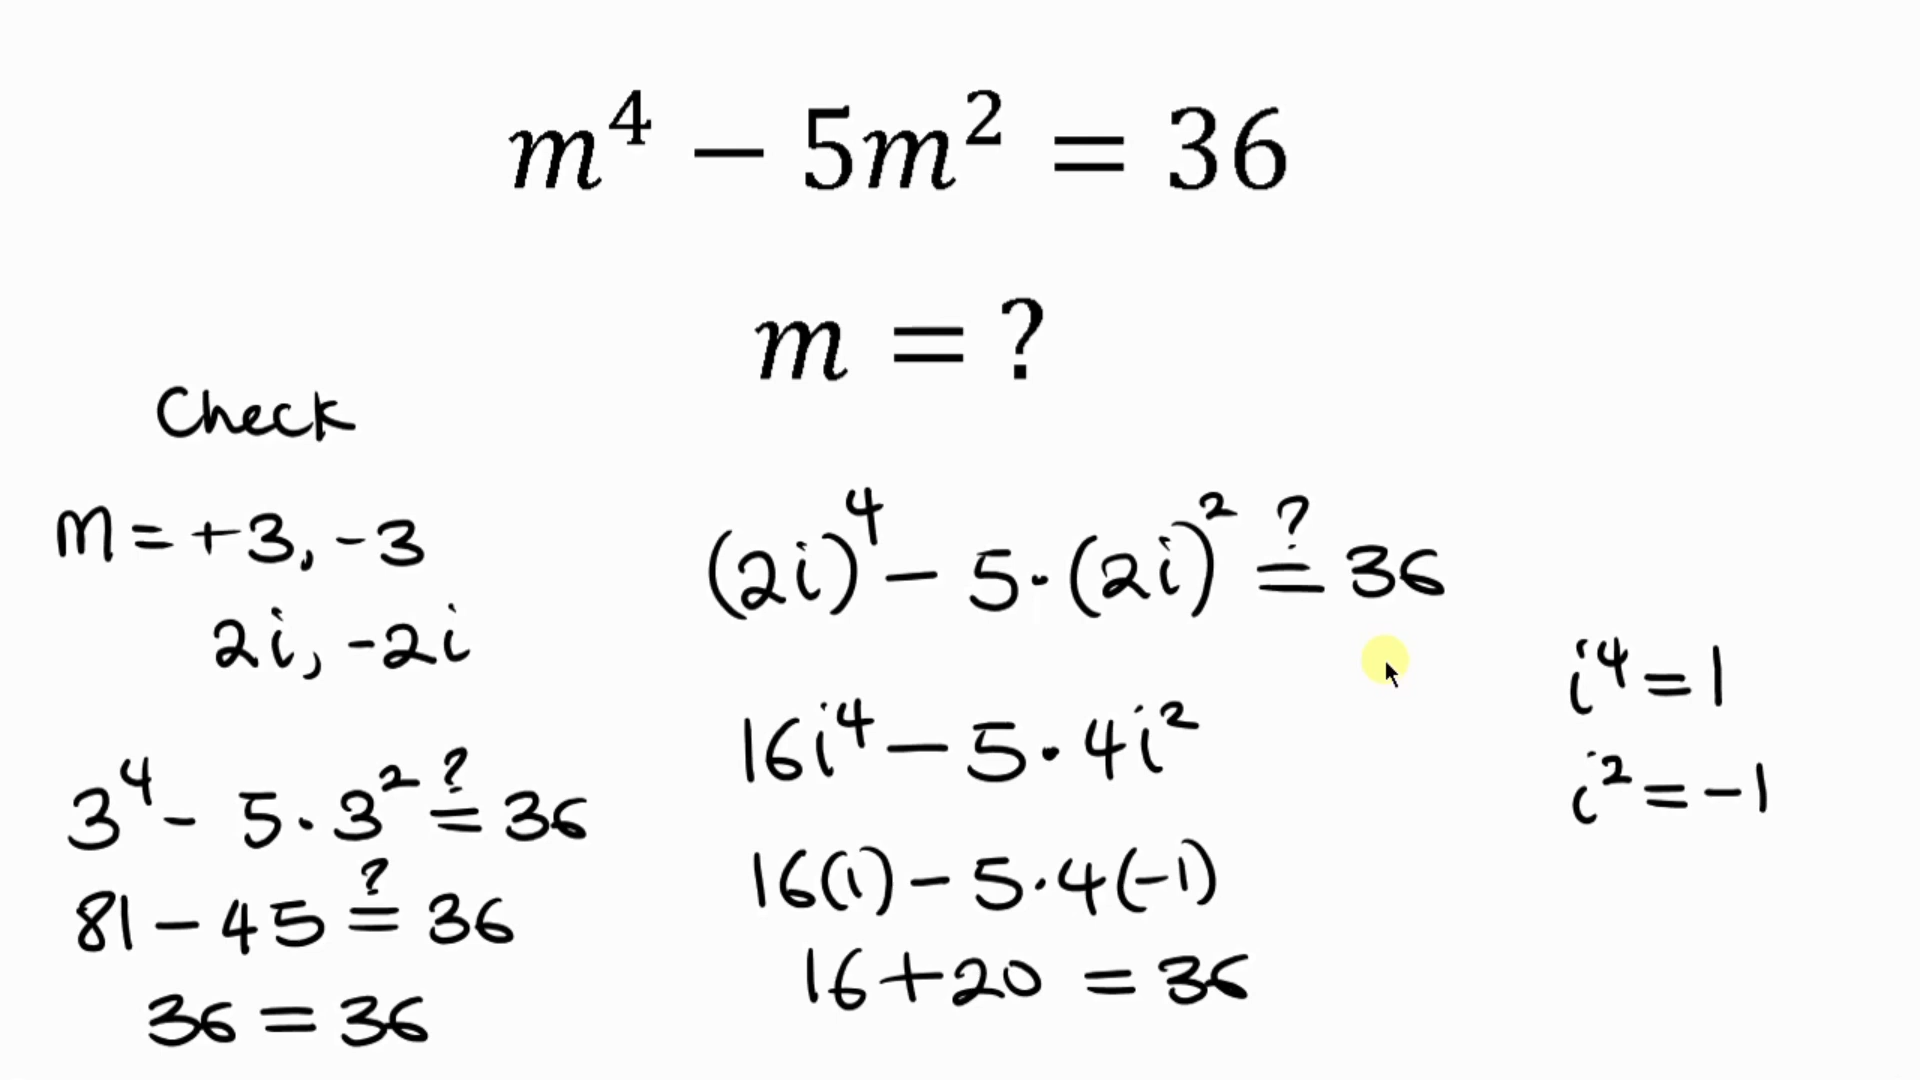 m⁴ − 5m² = 36
m = ?
Check
m = +3, -3
2i, -2i
3⁴ - 5·3² ≟ 36
81 - 45 ≟ 36
36 = 36
(2i)⁴ - 5·(2i)² ≟ 36
16i⁴ - 5·4i²
16(1) - 5·4(-1)
16+20 = 36
i⁴ = 1
i² = -1